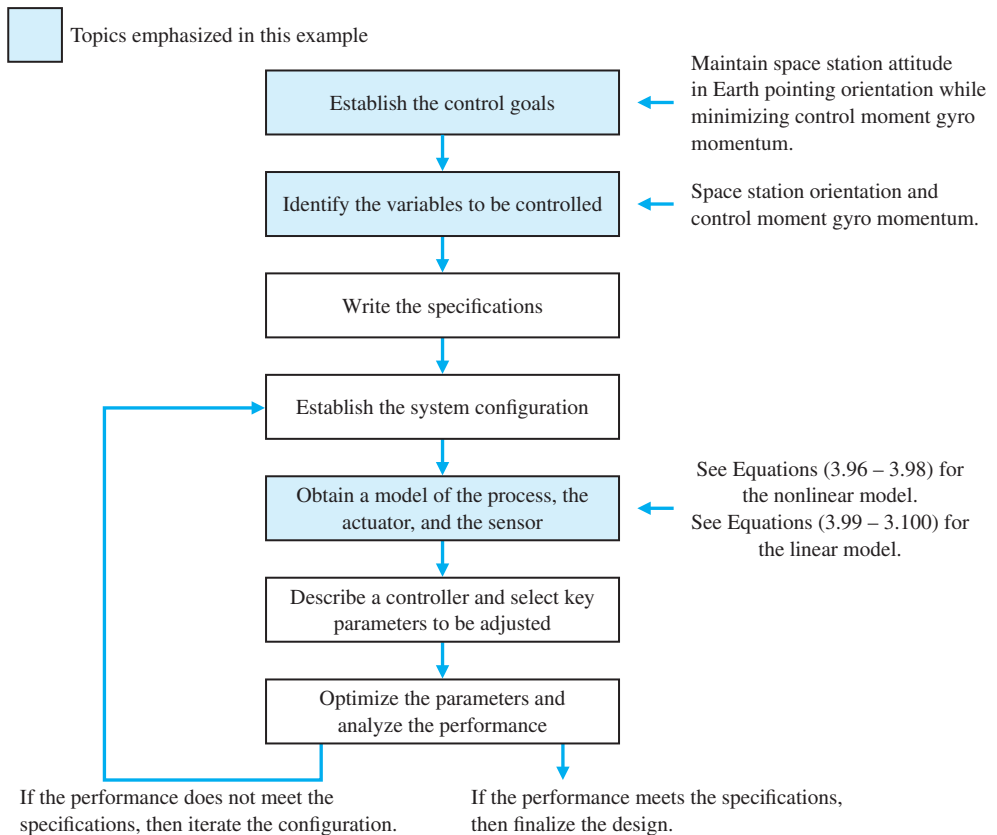 Topics emphasized in this example
Establish the control goals
Maintain space station attitude
in Earth pointing orientation while
minimizing control moment gyro
momentum.
Identify the variables to be controlled
Space station orientation and
control moment gyro momentum.
Write the specifications
Establish the system configuration
Obtain a model of the process, the
actuator, and the sensor
See Equations (3.96 – 3.98) for
the nonlinear model.
See Equations (3.99 – 3.100) for
the linear model.
Describe a controller and select key
parameters to be adjusted
Optimize the parameters and
analyze the performance
If the performance does not meet the
specifications, then iterate the configuration.
If the performance meets the specifications,
then finalize the design.